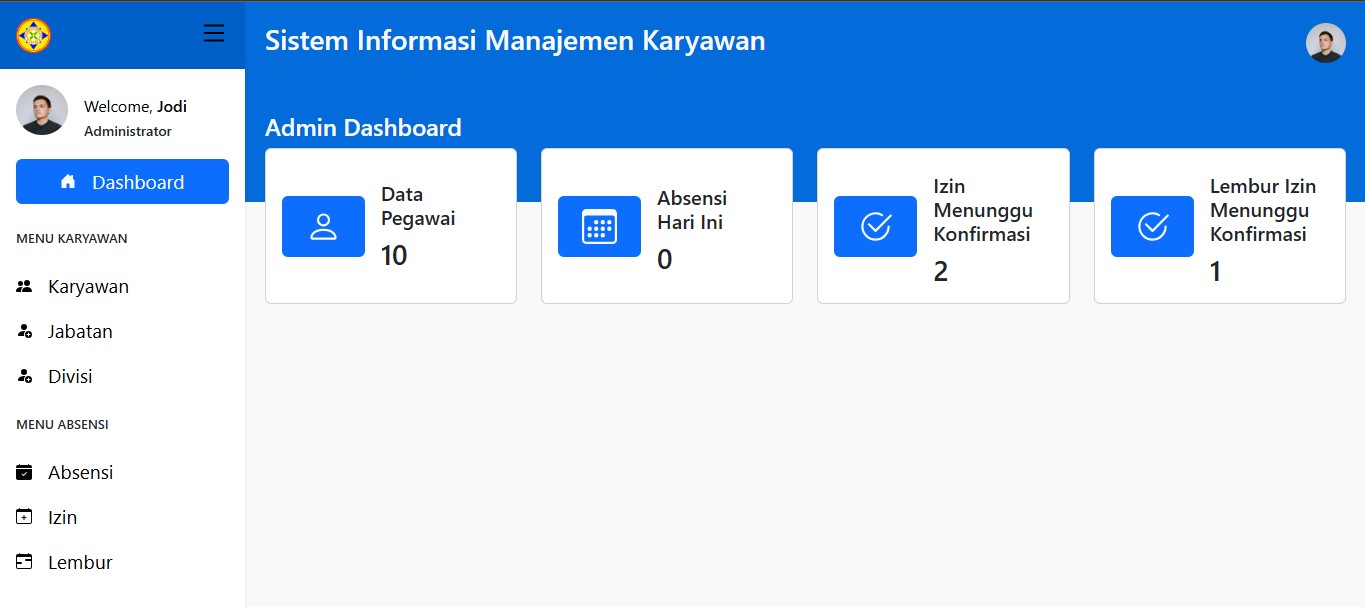 Sistem Informasi Manajemen Karyawan
Welcome, Jodi
Administrator
Dashboard
MENU KARYAWAN
Karyawan
Jabatan
Divisi
MENU ABSENSI
Absensi
Izin
Lembur
Admin Dashboard
Data
Pegawai
10
Absensi
Hari Ini
0
Izin
Menunggu
Konfirmasi
2
Lembur Izin
Menunggu
Konfirmasi
1